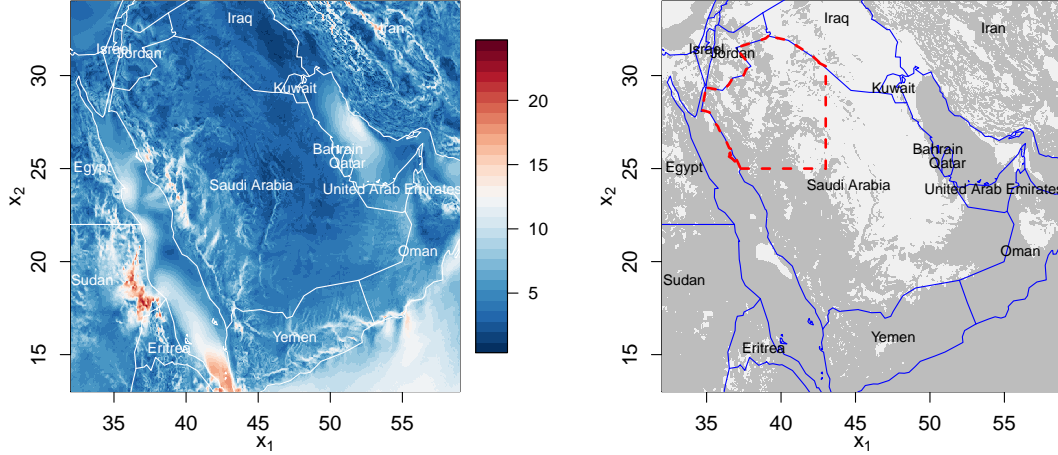 Iraq
Iran
Israel
Jordan
Kuwait
Bahrain
Qatar
Egypt
Saudi Arabia
United Arab Emirates
Oman
Sudan
Eritrea
Yemen
30
25
20
15
x2
35 40 45 50 55
x1
20
15
10
5
Iraq
Iran
Israel
Jordan
Kuwait
Bahrain
Qatar
Egypt
Saudi Arabia
United Arab Emirates
Oman
Sudan
Eritrea
Yemen
30
25
20
15
x2
35 40 45 50 55
x1